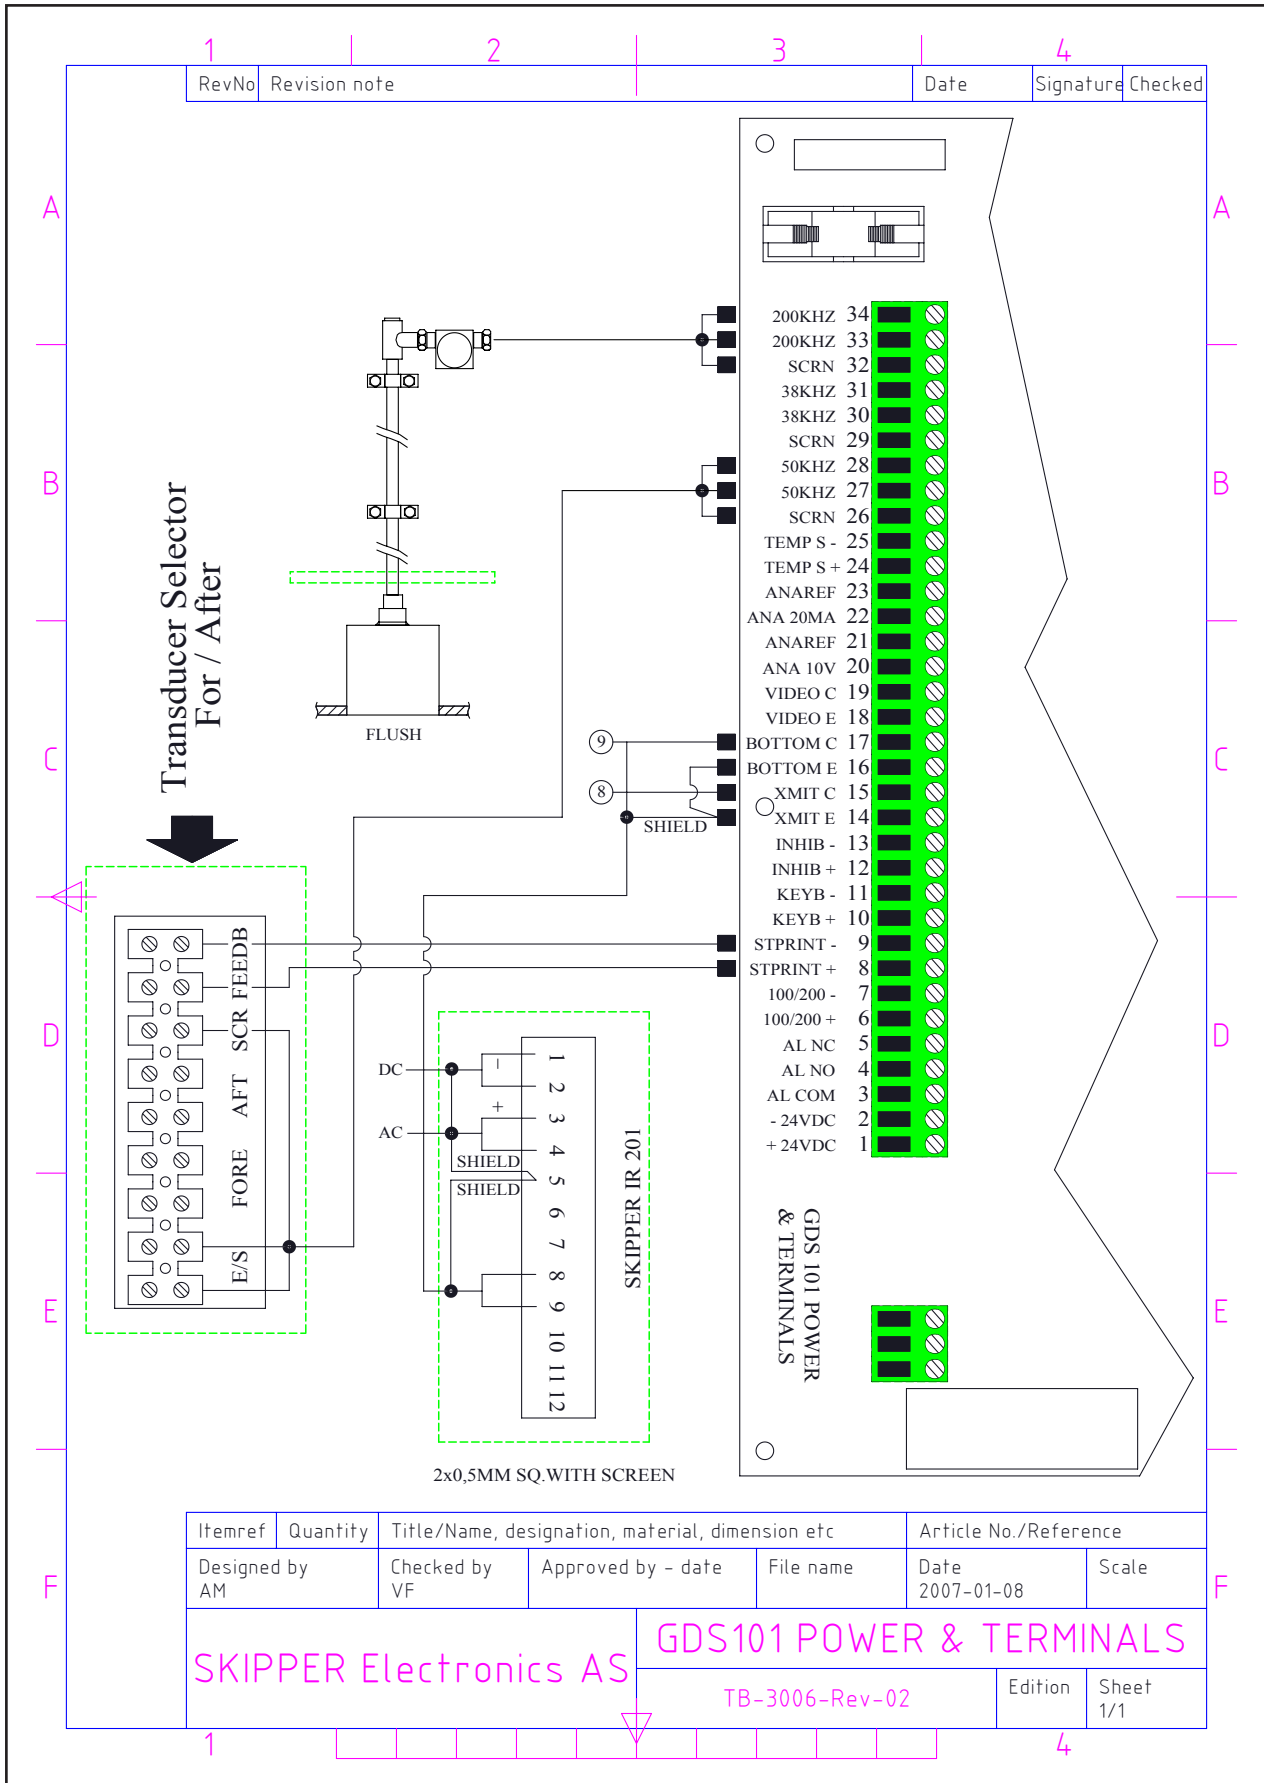 1
2
3
4
RevNo
Revision note
Date
Signature
Checked
A
A
B
B
C
C
D
D
E
E
F
F
200KHZ 34
200KHZ 33
SCRN 32
38KHZ 31
38KHZ 30
SCRN 29
50KHZ 28
50KHZ 27
SCRN 26
TEMP S - 25
TEMP S + 24
ANAREF 23
ANA 20MA 22
ANAREF 21
ANA 10V 20
VIDEO C 19
VIDEO E 18
BOTTOM C 17
BOTTOM E 16
XMIT C 15
XMIT E 14
INHIB - 13
INHIB + 12
KEYB - 11
KEYB + 10
STPRINT - 9
STPRINT + 8
100/200 - 7
100/200 + 6
AL NC 5
AL NO 4
AL COM 3
- 24VDC 2
+ 24VDC 1
GDS 101 POWER
& TERMINALS
Transducer Selector
For / After
FLUSH
9
8
SHIELD
FEEDB
SCR
AFT
FORE
E/S
DC
-
+
AC
SHIELD
SHIELD
1
2
3
4
5
6
7
8
9
10
11
12
SKIPPER IR 201
2x0,5MM SQ.WITH SCREEN
Itemref
Quantity
Title/Name, designation, material, dimension etc
Article No./Reference
Designed by
AM
Checked by
VF
Approved by - date
File name
Date
2007-01-08
Scale
SKIPPER Electronics AS
GDS101 POWER & TERMINALS
TB-3006-Rev-02
Edition
Sheet
1/1
1
4